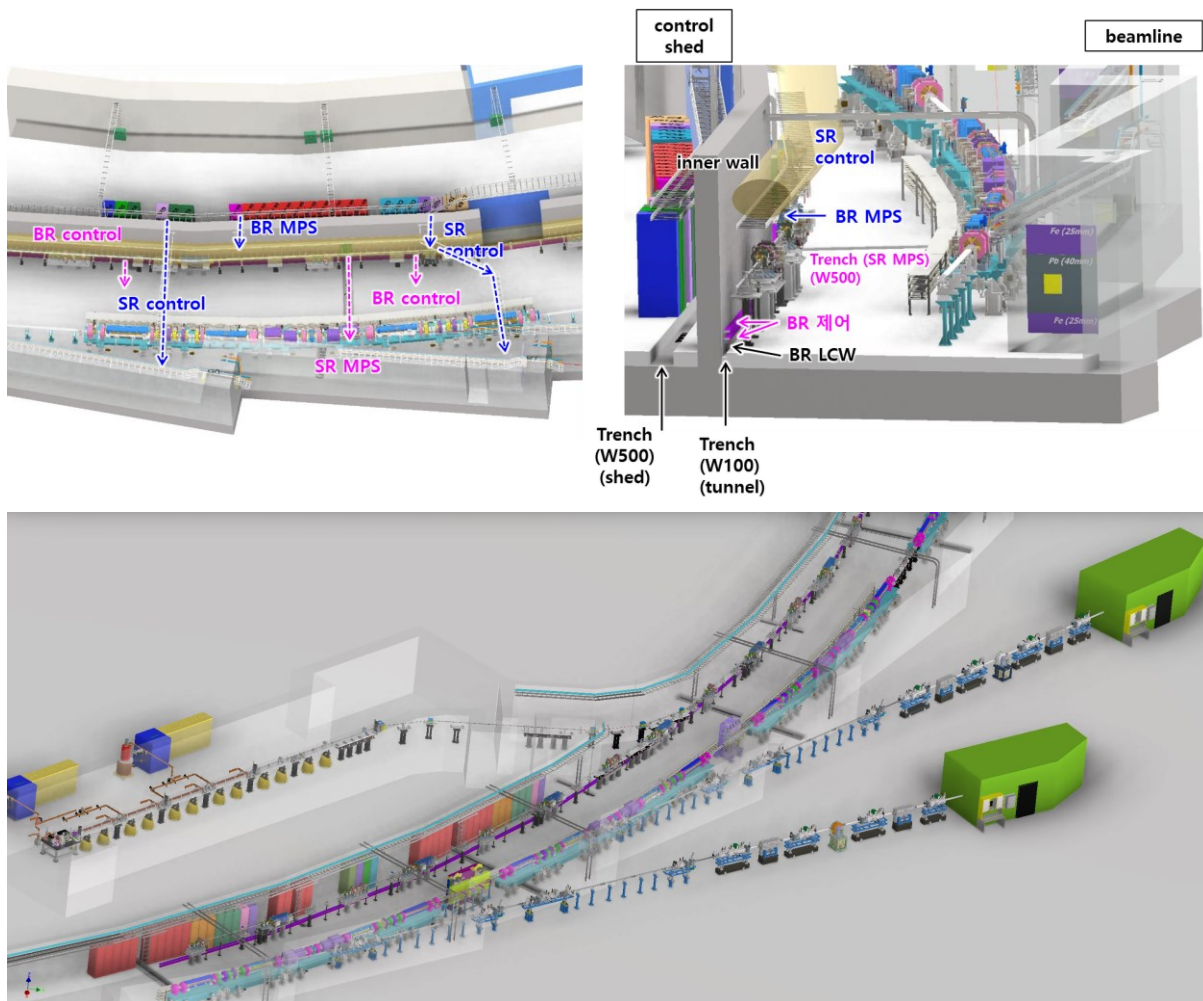 BR control
BR MPS
SR
control
SR control
BR control
SR MPS
control
shed
beamline
inner wall
SR
control
BR MPS
Trench (SR MPS)
(W500)
BR 제어
BR LCW
Fe (25mm)
Pb (40mm)
Fe (25mm)
Trench
(W500)
(shed)
Trench
(W100)
(tunnel)